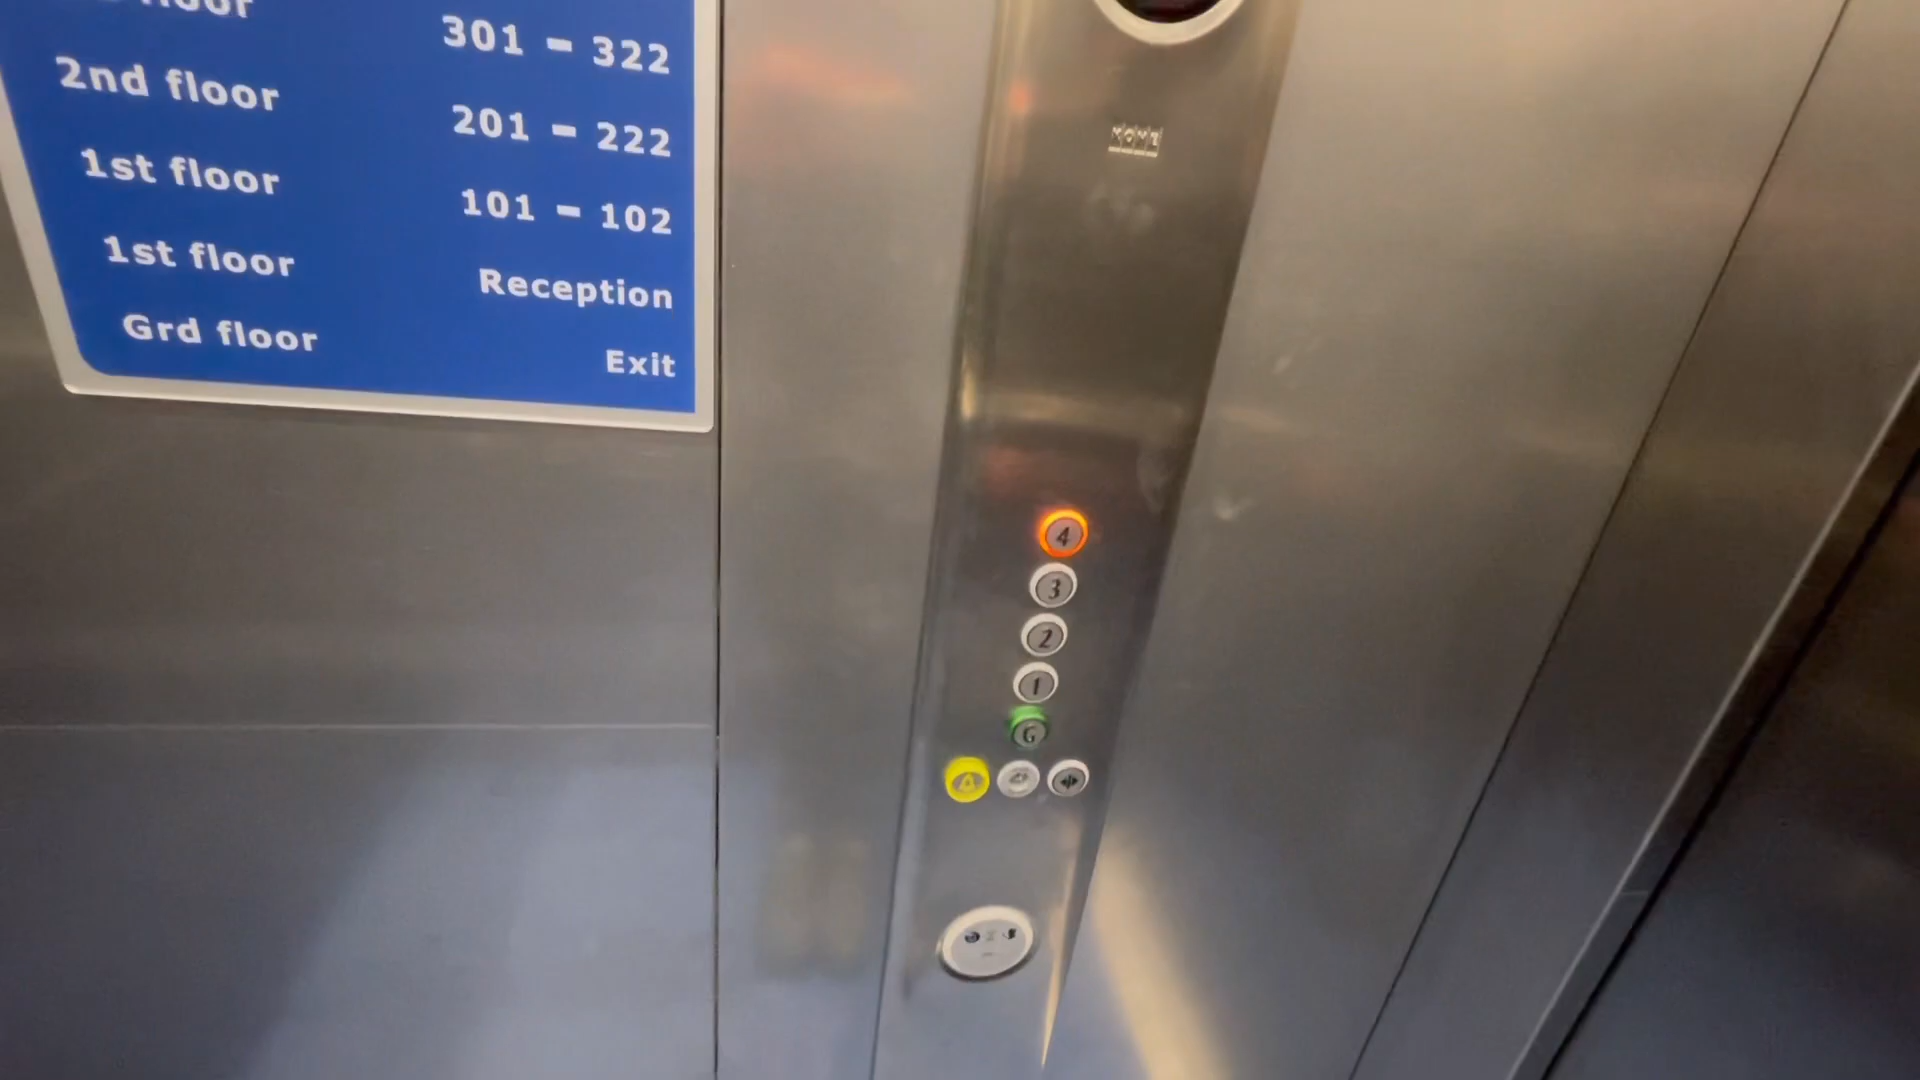 floor 301 - 322
2nd floor 201 - 222
1st floor 101 - 102
1st floor Reception
Grd floor Exit
KONE
4
3
2
1
G